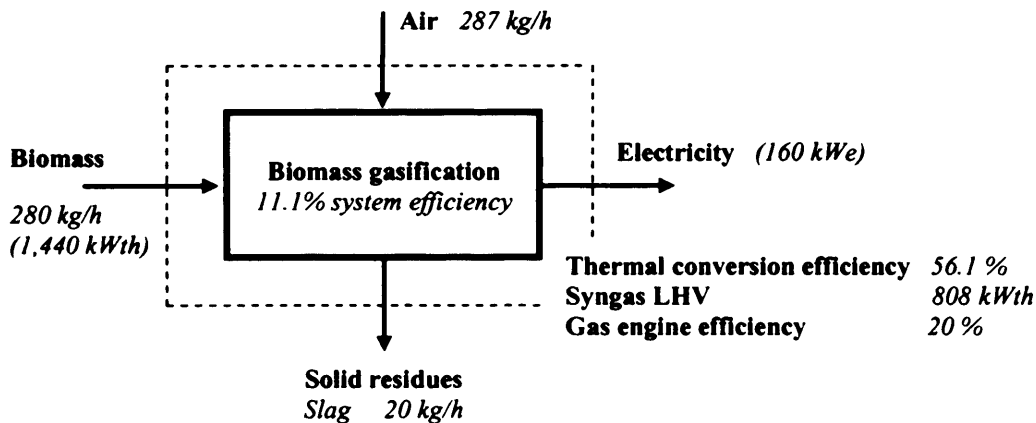 Air 287 kg/h
Biomass
280 kg/h
(1,440 kWth)
Biomass gasification
11.1% system efficiency
Electricity (160 kWe)
Thermal conversion efficiency 56.1 %
Syngas LHV 808 kWth
Gas engine efficiency 20 %
Solid residues
Slag 20 kg/h